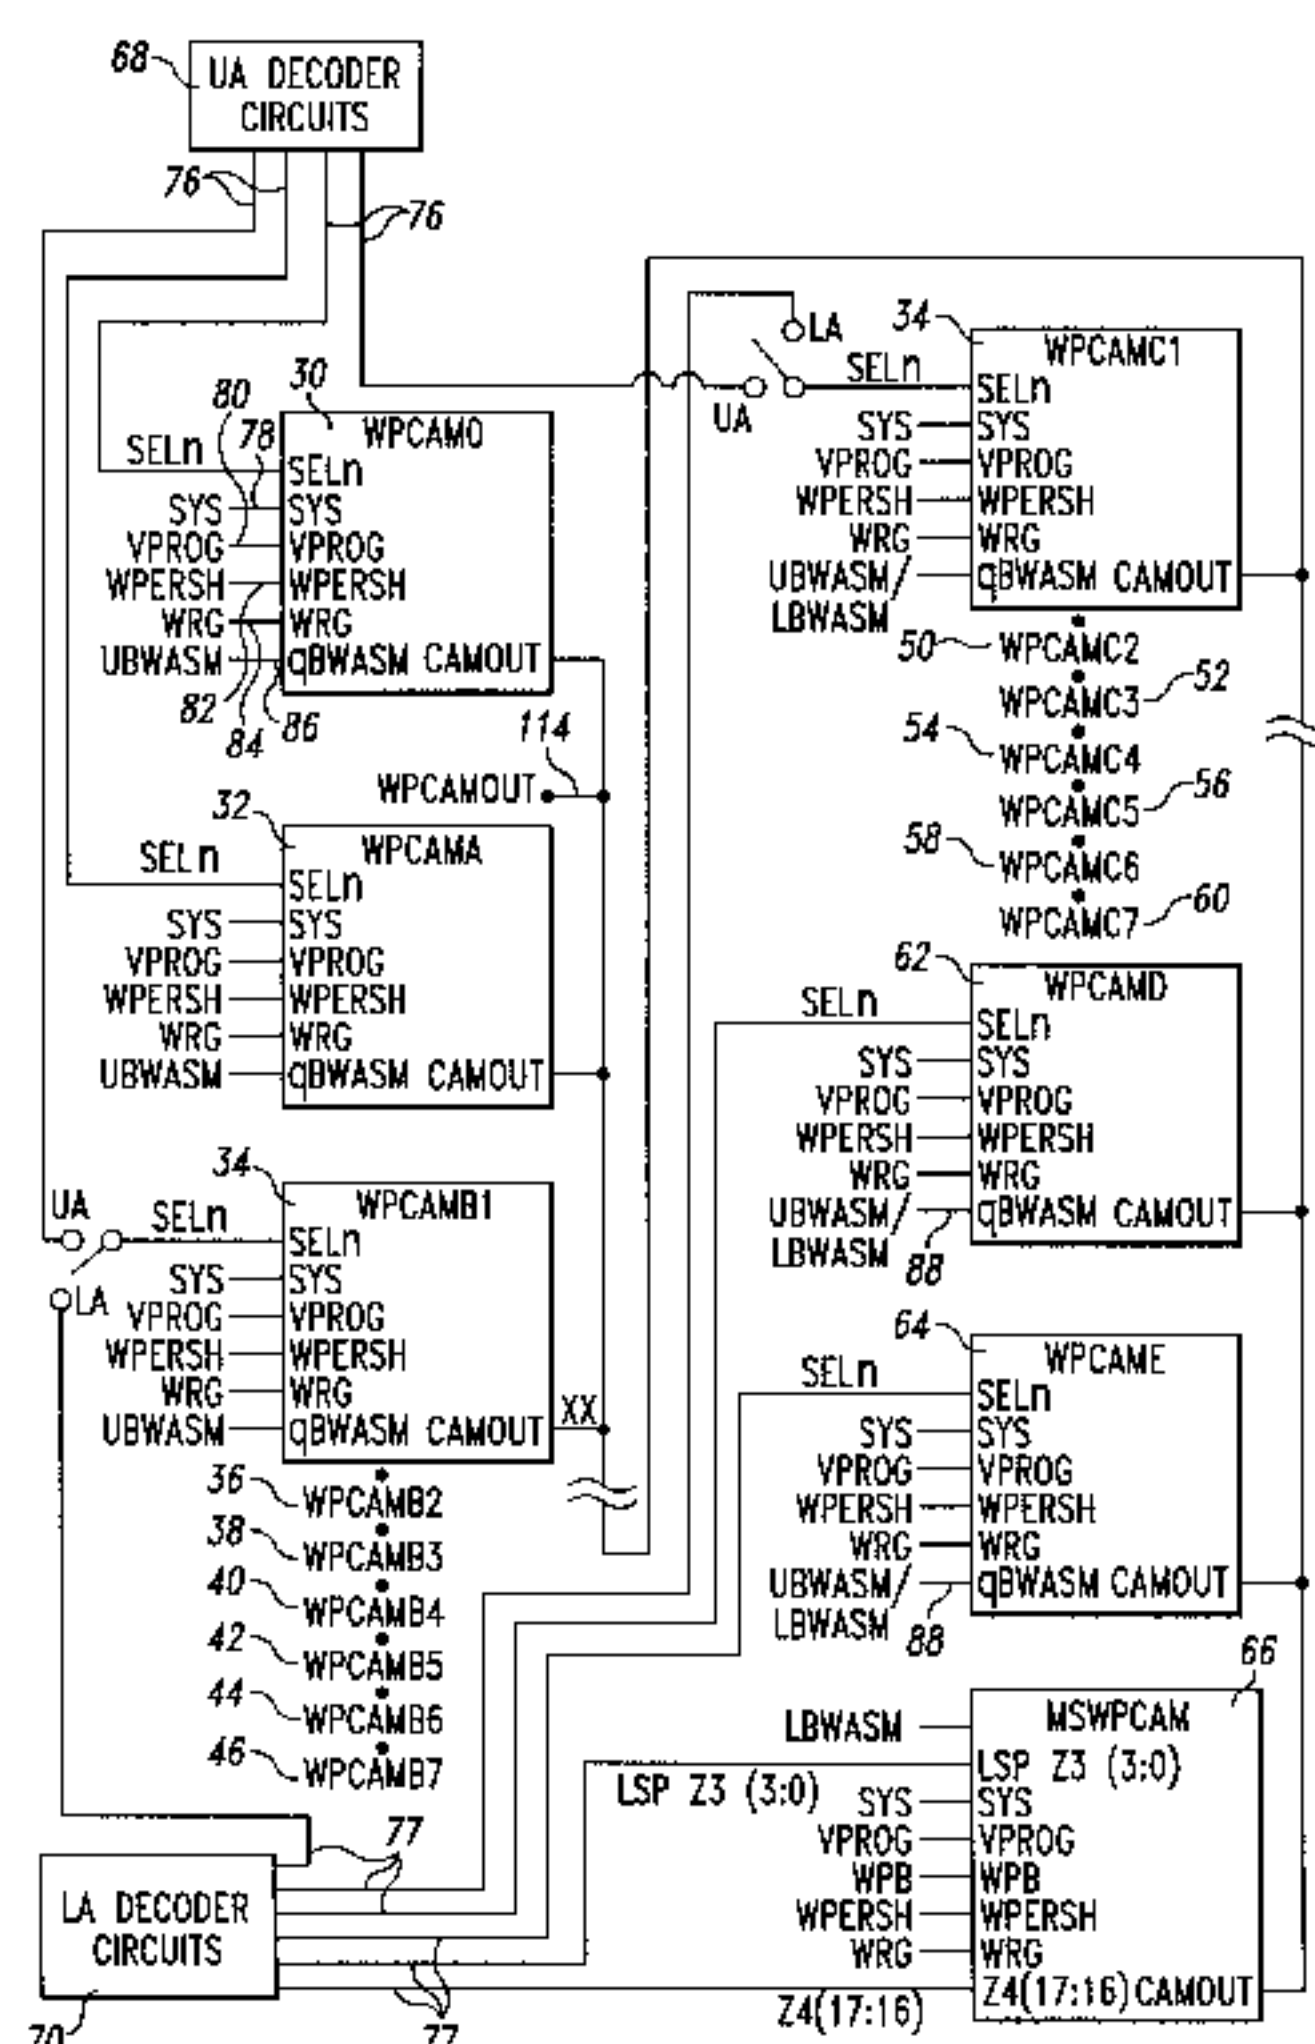 68
UA DECODER
CIRCUITS
76
76
30
80
78
WPCAM0
SELn
SELn
SYS
SYS
VPROG
VPROG
WPERSH
WPERSH
WRG
WRG
UBWASM
qBWASM CAMOUT
82
84
86
114
WPCAMOUT
32
WPCAMA
SELn
SELn
SYS
SYS
VPROG
VPROG
WPERSH
WPERSH
WRG
WRG
UBWASM
qBWASM CAMOUT
34
WPCAMB1
UA
SELn
SELn
LA
SYS
SYS
VPROG
VPROG
WPERSH
WPERSH
WRG
WRG
UBWASM
qBWASM CAMOUT
XX
36
WPCAMB2
38
WPCAMB3
40
WPCAMB4
42
WPCAMB5
44
WPCAMB6
46
WPCAMB7
77
LA DECODER
CIRCUITS
70
77
LA
UA
34
WPCAMC1
SELn
SELn
SYS
SYS
VPROG
VPROG
WPERSH
WPERSH
WRG
WRG
UBWASM/
LBWASM
qBWASM CAMOUT
50
WPCAMC2
WPCAMC3
52
54
WPCAMC4
WPCAMC5
56
58
WPCAMC6
WPCAMC7
60
62
WPCAMD
SELn
SELn
SYS
SYS
VPROG
VPROG
WPERSH
WPERSH
WRG
WRG
UBWASM/
LBWASM
qBWASM CAMOUT
88
64
WPCAME
SELn
SELn
SYS
SYS
VPROG
VPROG
WPERSH
WPERSH
WRG
WRG
UBWASM/
LBWASM
qBWASM CAMOUT
88
66
MSWPCAM
LBWASM
LSP Z3 (3:0)
LSP Z3 (3:0)
SYS
SYS
VPROG
VPROG
WPB
WPB
WPERSH
WPERSH
WRG
WRG
Z4(17:16)
Z4(17:16) CAMOUT